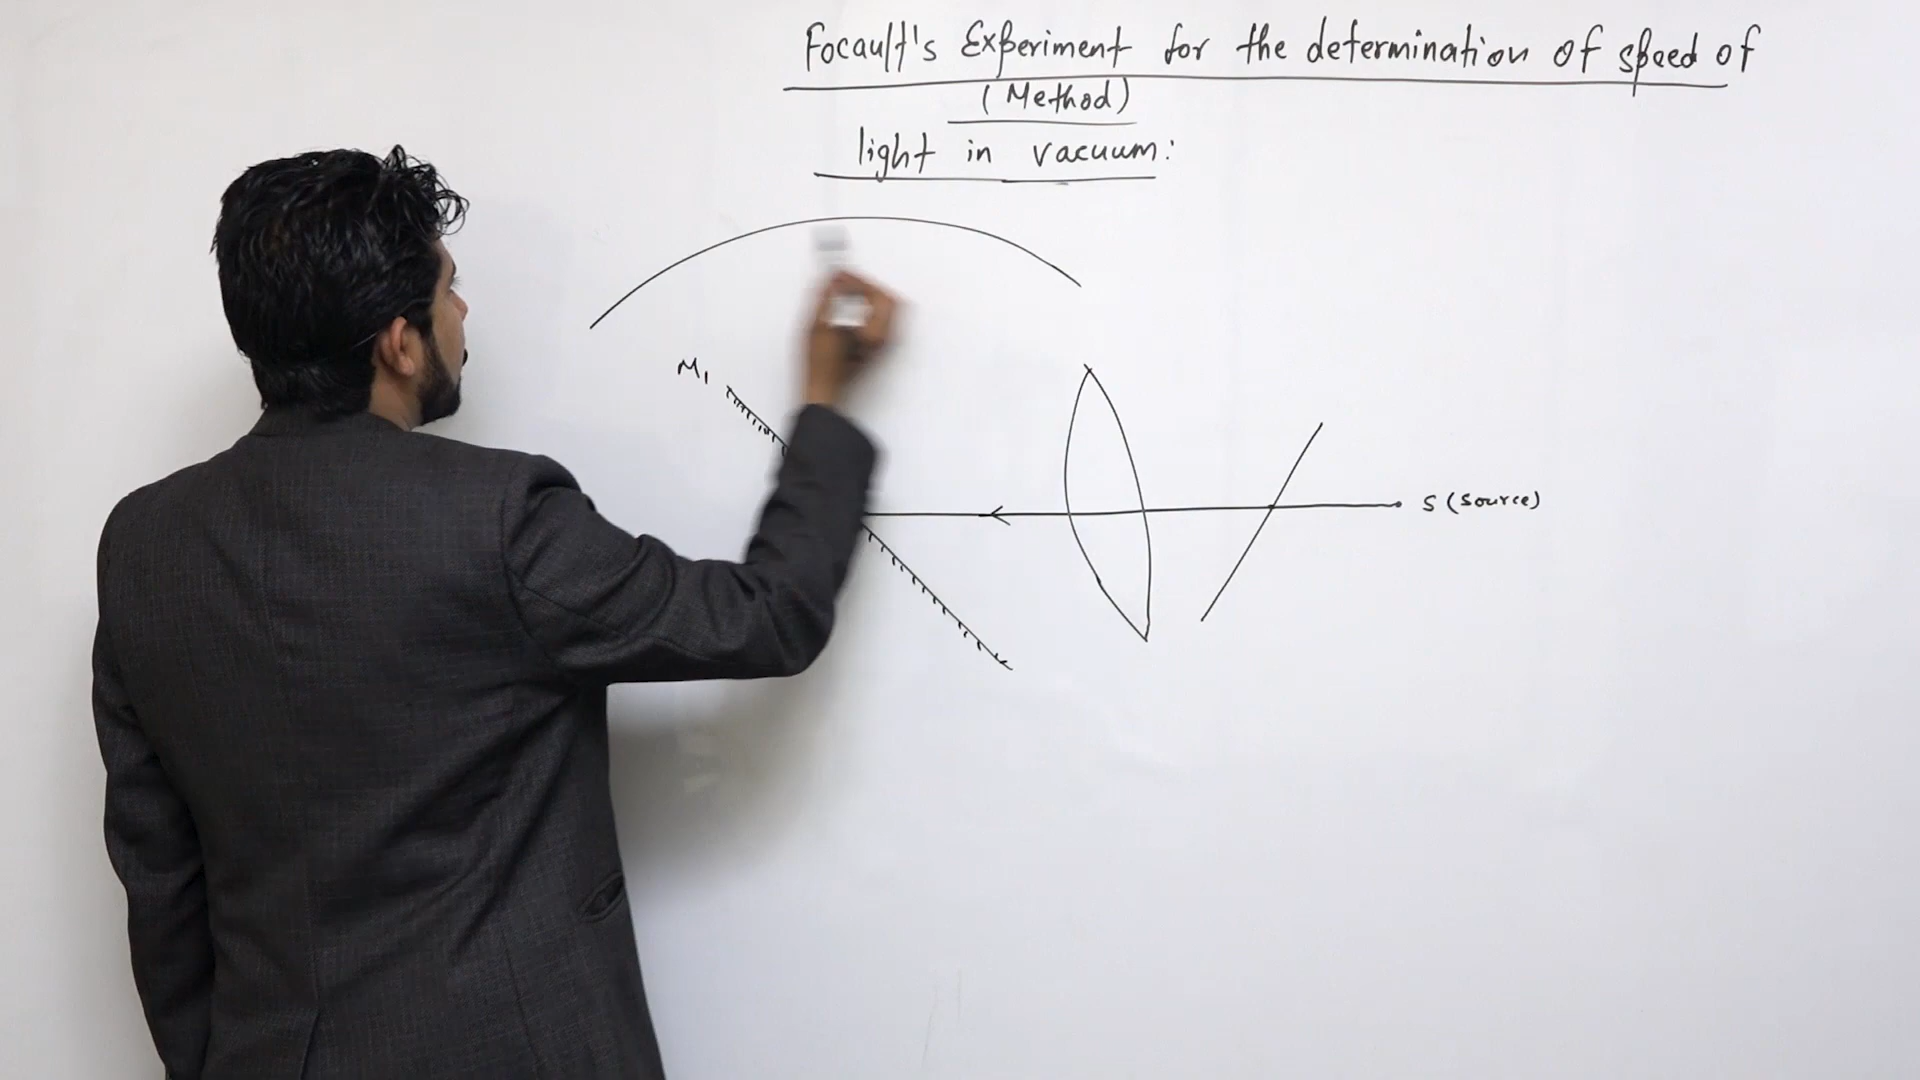 Focault's Experiment for the determination of speed of
(Method)
light in vacuum:
M1
S (Source)